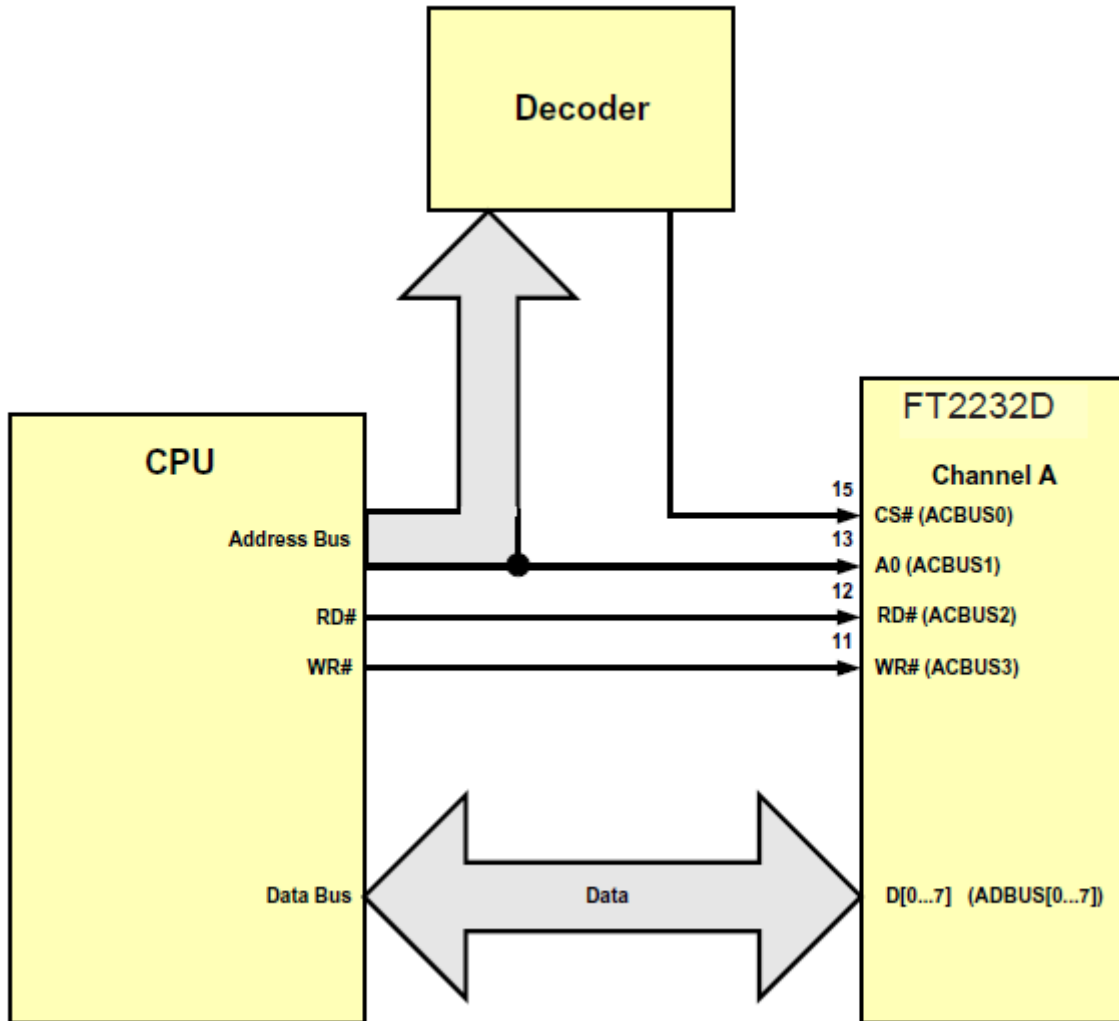 Decoder
FT2232D
CPU
Channel A
15
CS# (ACBUS0)
Address Bus
13
A0 (ACBUS1)
12
RD#
RD# (ACBUS2)
11
WR#
WR# (ACBUS3)
Data Bus
Data
D[0...7] (ADBUS[0...7])